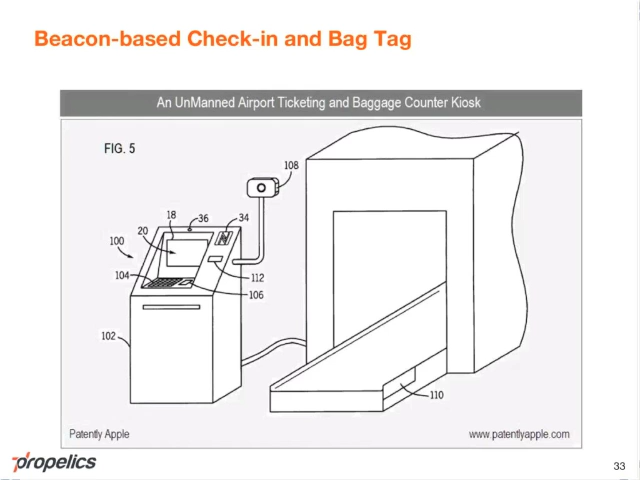 Beacon-based Check-in and Bag Tag
An UnManned Airport Ticketing and Baggage Counter Kiosk
FIG. 5
108
18
36
34
20
100
104
112
106
102
110
Patently Apple
www.patentlyapple.com
propelics
33